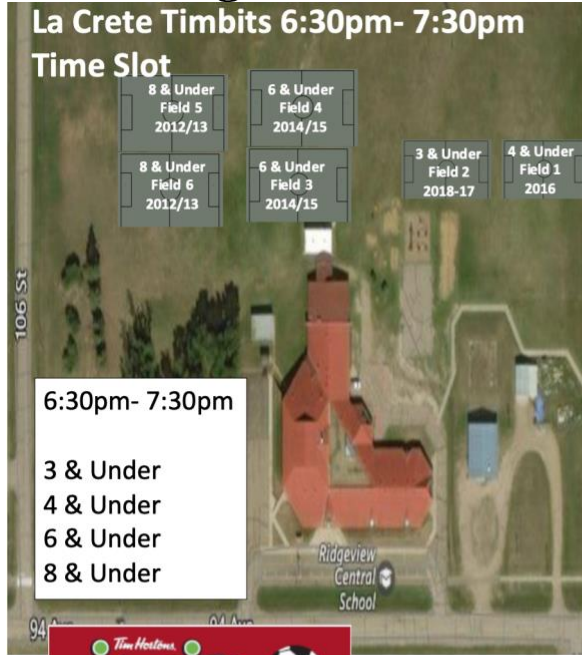 La Crete Timbits 6:30pm- 7:30pm
Time Slot
8 & Under
Field 5
2012/13
6 & Under
Field 4
2014/15
8 & Under
Field 6
2012/13
6 & Under
Field 3
2014/15
3 & Under
Field 2
2018-17
4 & Under
Field 1
2016
106 St
6:30pm- 7:30pm
3 & Under
4 & Under
6 & Under
8 & Under
Ridgeview
Central
School
94
Tim Hortons